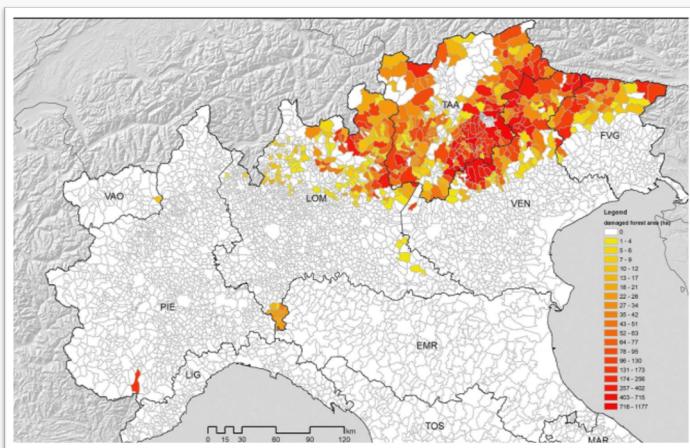 TAA
FVG
VAO
LOM
VEN
PIE
EMR
LIG
TOS
MAR
Legend
damaged forest area (ha)
0
1 - 4
5 - 6
7 - 9
10 - 12
13 - 17
18 - 21
22 - 26
27 - 34
35 - 42
43 - 51
52 - 63
64 - 77
78 - 95
96 - 130
131 - 173
174 - 256
257 - 402
403 - 715
716 - 1177
km
0 15 30 60 90 120